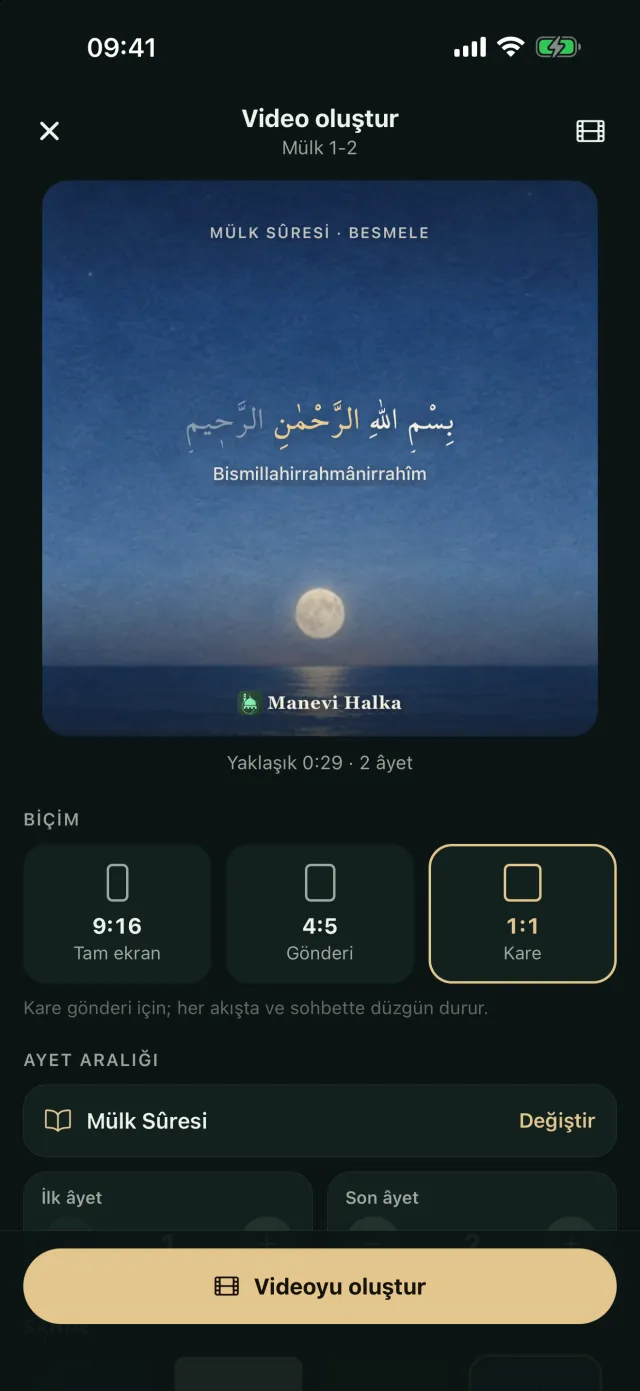 09:41
Video oluştur
Mülk 1-2
MÜLK SÛRESİ · BESMELE
بِسْمِ اللهِ الرَّحْمٰنِ الرَّحِيمِ
Bismillahirrahmânirrahîm
Manevi Halka
Yaklaşık 0:29 · 2 âyet
BİÇİM
9:16
Tam ekran
4:5
Gönderi
1:1
Kare
Kare gönderi için; her akışta ve sohbette düzgün durur.
AYET ARALIĞI
Mülk Sûresi
Değiştir
İlk âyet
Son âyet
Videoyu oluştur